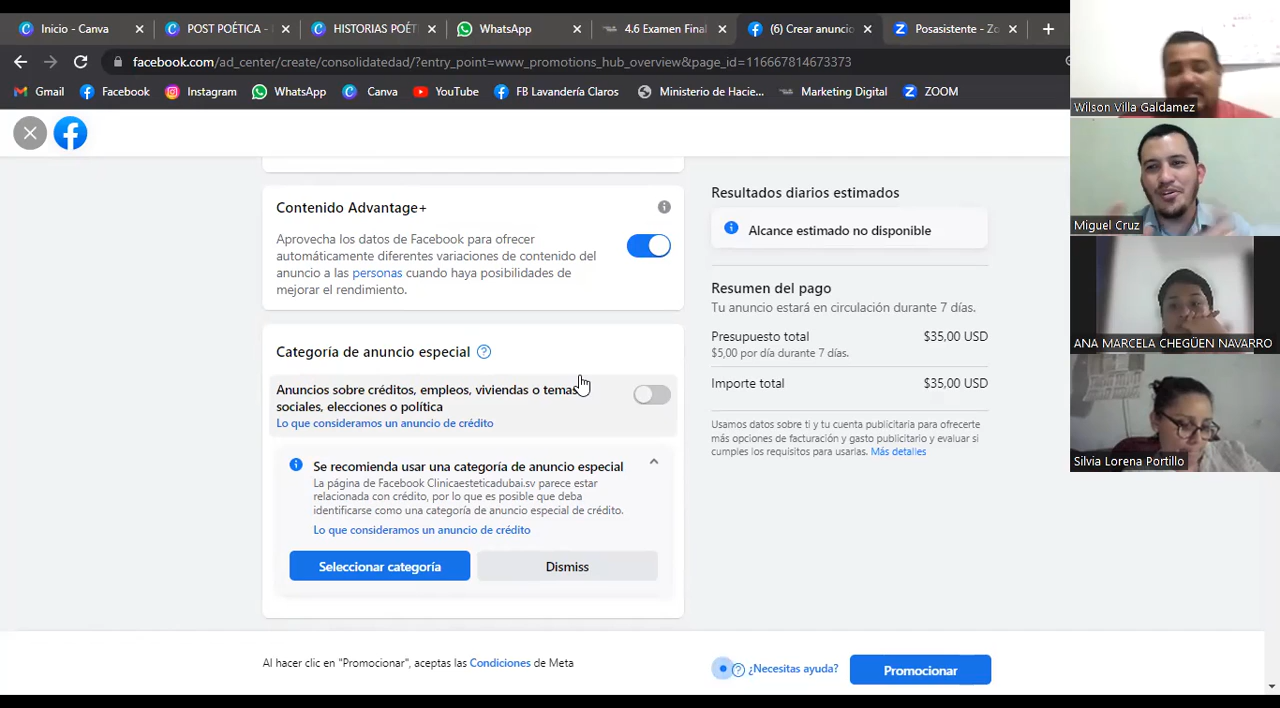 Inicio - Canva
POST POÉTICA -
HISTORIAS POÉT
WhatsApp
4.6 Examen Final
(6) Crear anuncio
Posasistente - Zo
facebook.com/ad_center/create/consolidatedad/?entry_point=www_promotions_hub_overview&page_id=116667814673373
Gmail
Facebook
Instagram
WhatsApp
Canva
YouTube
FB Lavandería Claros
Ministerio de Hacie...
Marketing Digital
ZOOM
Contenido Advantage+
Aprovecha los datos de Facebook para ofrecer
automáticamente diferentes variaciones de contenido del
anuncio a las personas cuando haya posibilidades de
mejorar el rendimiento.
Categoría de anuncio especial
Anuncios sobre créditos, empleos, viviendas o temas
sociales, elecciones o política
Lo que consideramos un anuncio de crédito
Se recomienda usar una categoría de anuncio especial
La página de Facebook Clinicaesteticadubai.sv parece estar
relacionada con crédito, por lo que es posible que deba
identificarse como una categoría de anuncio especial de crédito.
Lo que consideramos un anuncio de crédito
Seleccionar categoría
Dismiss
Resultados diarios estimados
Alcance estimado no disponible
Resumen del pago
Tu anuncio estará en circulación durante 7 días.
Presupuesto total $35,00 USD
$5,00 por día durante 7 días.
Importe total $35,00 USD
Usamos datos sobre ti y tu cuenta publicitaria para ofrecerte
más opciones de facturación y gasto publicitario y evaluar si
cumples los requisitos para usarlas. Más detalles
Al hacer clic en "Promocionar", aceptas las Condiciones de Meta
¿Necesitas ayuda?
Promocionar
Wilson Villa Galdamez
Miguel Cruz
ANA MARCELA CHEGÜEN NAVARRO
Silvia Lorena Portillo